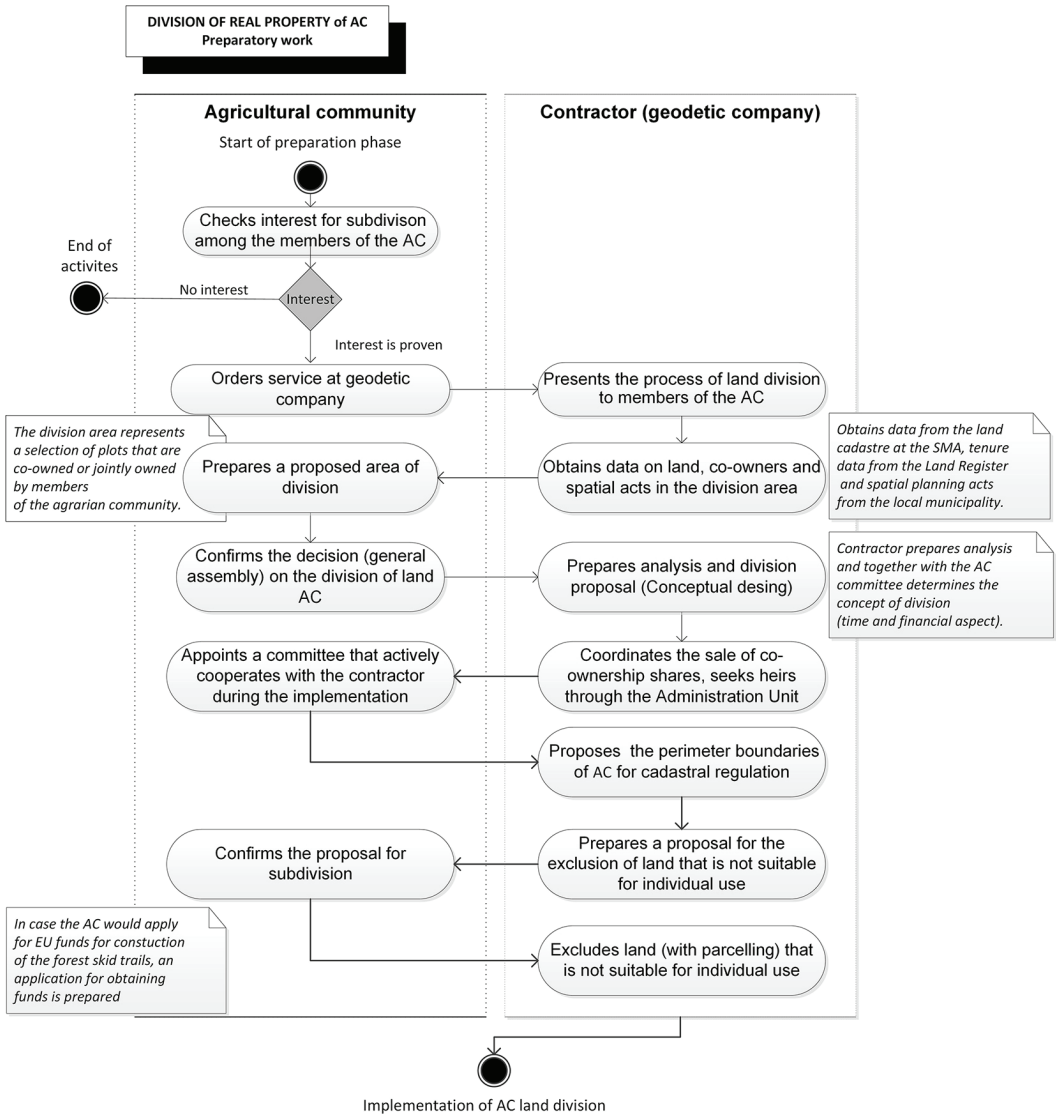 DIVISION OF REAL PROPERTY of AC
Preparatory work
Agricultural community
Contractor (geodetic company)
Start of preparation phase
Checks interest for subdivison
among the members of the AC
End of
activites
No interest
Interest
Interest is proven
Orders service at geodetic
company
Presents the process of land division
to members of the AC
The division area represents
a selection of plots that are
co-owned or jointly owned
by members
of the agrarian community.
Prepares a proposed area of
division
Obtains data on land, co-owners and
spatial acts in the division area
Obtains data from the land
cadastre at the SMA, tenure
data from the Land Register
and spatial planning acts
from the local municipality.
Confirms the decision (general
assembly) on the division of land
AC
Prepares analysis and division
proposal (Conceptual desing)
Contractor prepares analysis
and together with the AC
committee determines the
concept of division
(time and financial aspect).
Appoints a committee that actively
cooperates with the contractor
during the implementation
Coordinates the sale of co-
ownership shares, seeks heirs
through the Administration Unit
Proposes the perimeter boundaries
of AC for cadastral regulation
Confirms the proposal for
subdivision
Prepares a proposal for the
exclusion of land that is not suitable
for individual use
In case the AC would apply
for EU funds for constuction
of the forest skid trails, an
application for obtaining
funds is prepared
Excludes land (with parcelling) that
is not suitable for individual use
Implementation of AC land division